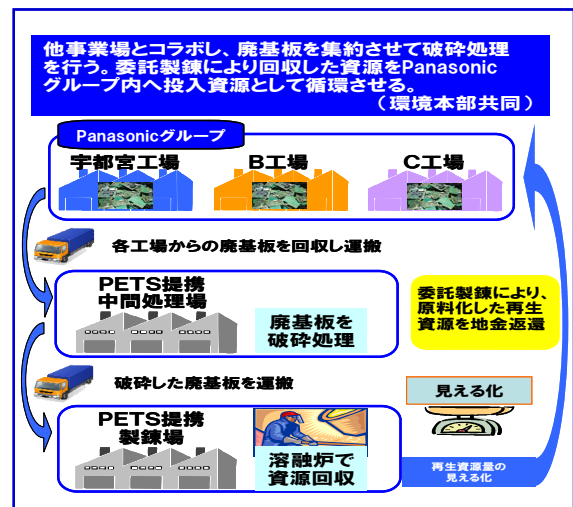 他事業場とコラボし、廃基板を集約させて破砕処理
を行う。委託製錬により回収した資源をPanasonic
グループ内へ投入資源として循環させる。
（環境本部共同）
Panasonicグループ
宇都宮工場
B工場
C工場
各工場からの廃基板を回収し運搬
PETS提携
中間処理場
廃基板を
破砕処理
委託製錬により、
原料化した再生
資源を地金返還
破砕した廃基板を運搬
見える化
PETS提携
製錬場
溶融炉で
資源回収
再生資源量の
見える化